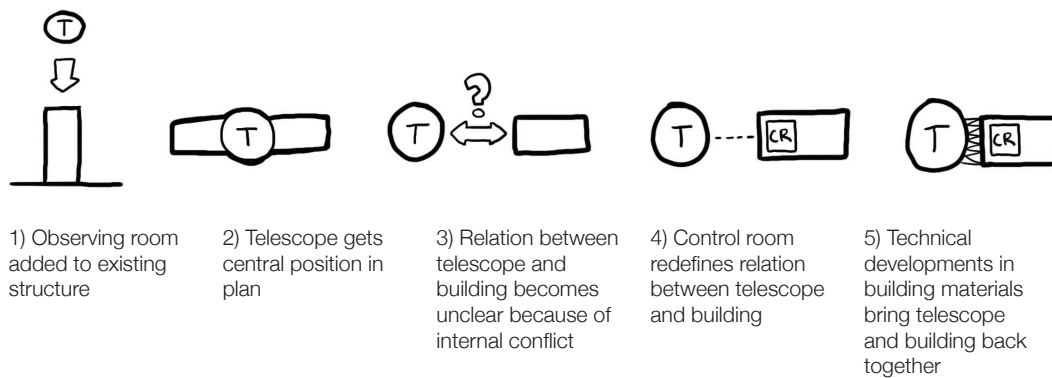 T
T
T
?
T
CR
T
CR
1) Observing room
added to existing
structure
2) Telescope gets
central position in
plan
3) Relation between
telescope and
building becomes
unclear because of
internal conflict
4) Control room
redefines relation
between telescope
and building
5) Technical
developments in
building materials
bring telescope
and building back
together